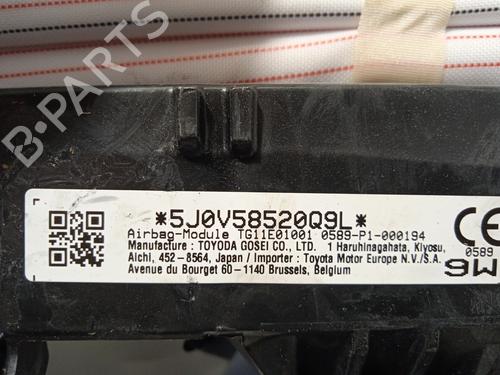 B-PARTS
*5J0V58520Q9L*
Airbag-Module TG11E01001 0589-P1-000194
Manufacture : TOYODA GOSEI CO., LTD. 1 Haruhinagahata, Kiyosu,
Aichi, 452-8564, Japan / Importer : Toyota Motor Europe N.V./S.A.
Avenue du Bourget 60-1140 Brussels, Belgium
CE
0589
9W